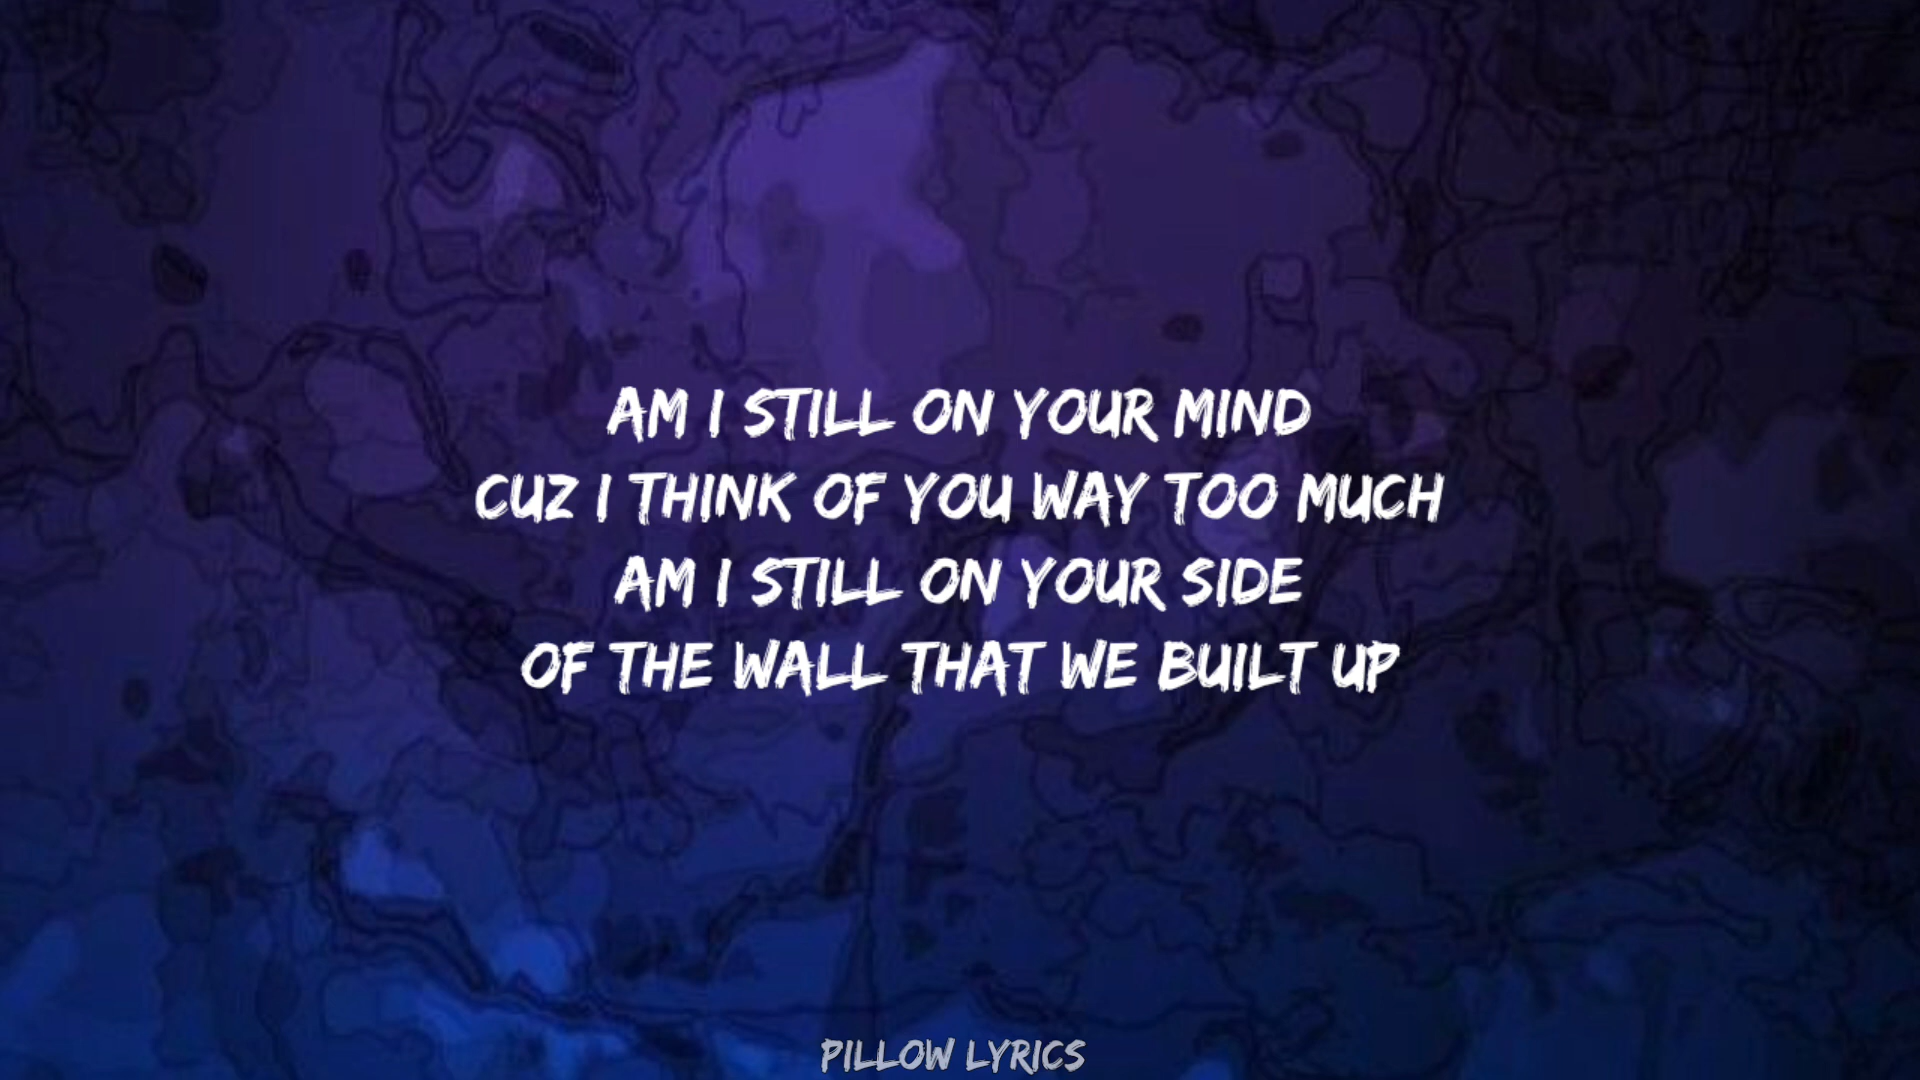 AM I STILL ON YOUR MIND
CUZ I THINK OF YOU WAY TOO MUCH
AM I STILL ON YOUR SIDE
OF THE WALL THAT WE BUILT UP
PILLOW LYRICS